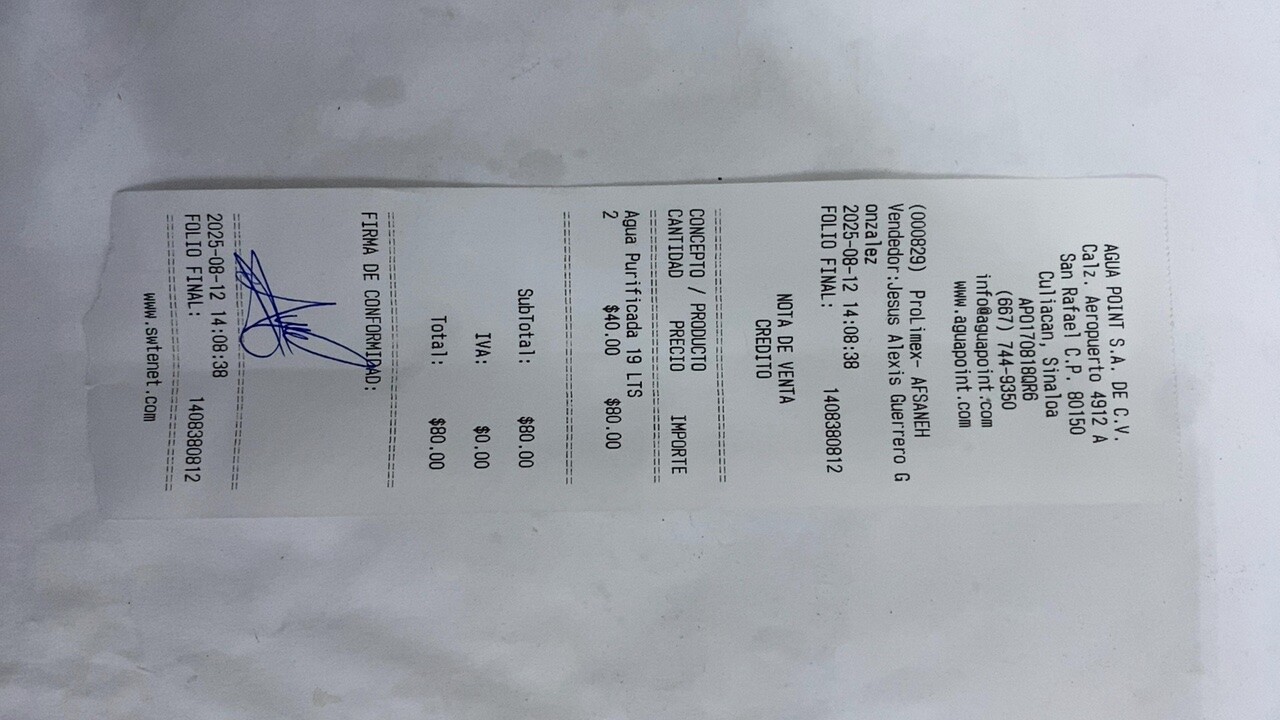 AGUA POINT S.A. DE C.V.
Calz. Aeropuerto 4912 A
San Rafael C.P. 80150
Culiacan, Sinaloa
APO170818QR6
(667) 744-9350
info@aguapoint.com
www.aguapoint.com
(000829) ProLimex- AFSANEH
Vendedor:Jesus Alexis Guerrero G
onzalez
2025-08-12 14:08:38
FOLIO FINAL: 1408380812
NOTA DE VENTA
CREDITO
================================
CONCEPTO / PRODUCTO
CANTIDAD PRECIO IMPORTE
================================
Agua Purificada 19 LTS
2 $40.00 $80.00
================================
SubTotal: $80.00
IVA: $0.00
Total: $80.00
================================
FIRMA DE CONFORMIDAD:
================================
2025-08-12 14:08:38
FOLIO FINAL: 1408380812
================================
www.swtenet.com